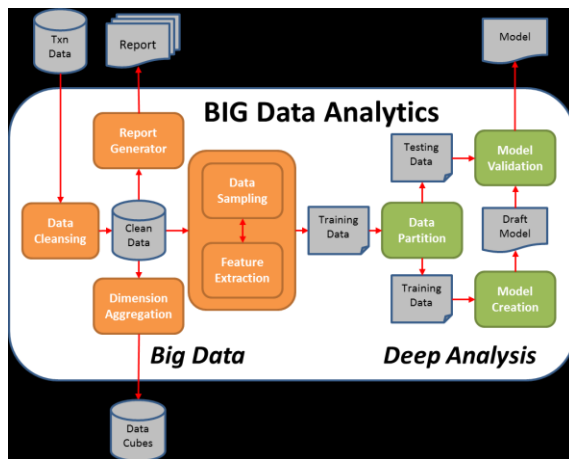 Txn
Data
Report
Model
BIG Data Analytics
Report
Generator
Testing
Data
Model
Validation
Data
Sampling
Data
Cleansing
Clean
Data
Training
Data
Data
Partition
Draft
Model
Feature
Extraction
Dimension
Aggregation
Training
Data
Model
Creation
Big Data
Deep Analysis
Data
Cubes